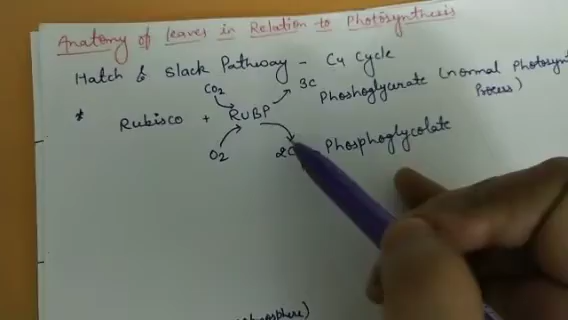 Anatomy of leaves in Relation to Photosynthesis
Hatch & Slack Pathway - C4 Cycle
CO2 3C Phoshoglycerate (normal Photosyn
* Rubisco + RUBP Process)
O2 2C Phosphoglycolate